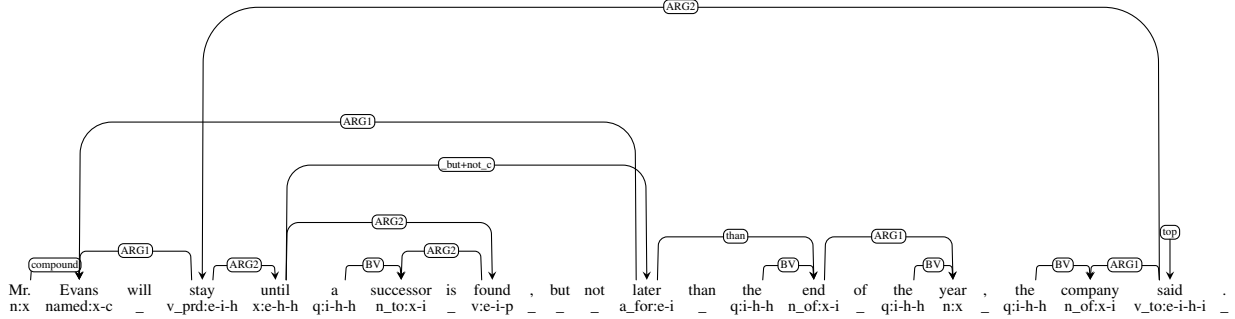 ARG2
ARG1
_but+not_c
ARG2
than ARG1 top
compound ARG1 ARG2 BV ARG2 BV BV BV ARG1
Mr. Evans will stay until a successor is found , but not later than the end of the year , the company said .
n:x named:x-c _ v_prd:e-i-h x:e-h-h q:i-h-h n_to:x-i _ v:e-i-p _ _ _ a_for:e-i _ q:i-h-h n_of:x-i _ q:i-h-h n:x _ q:i-h-h n_of:x-i v_to:e-i-h-i _